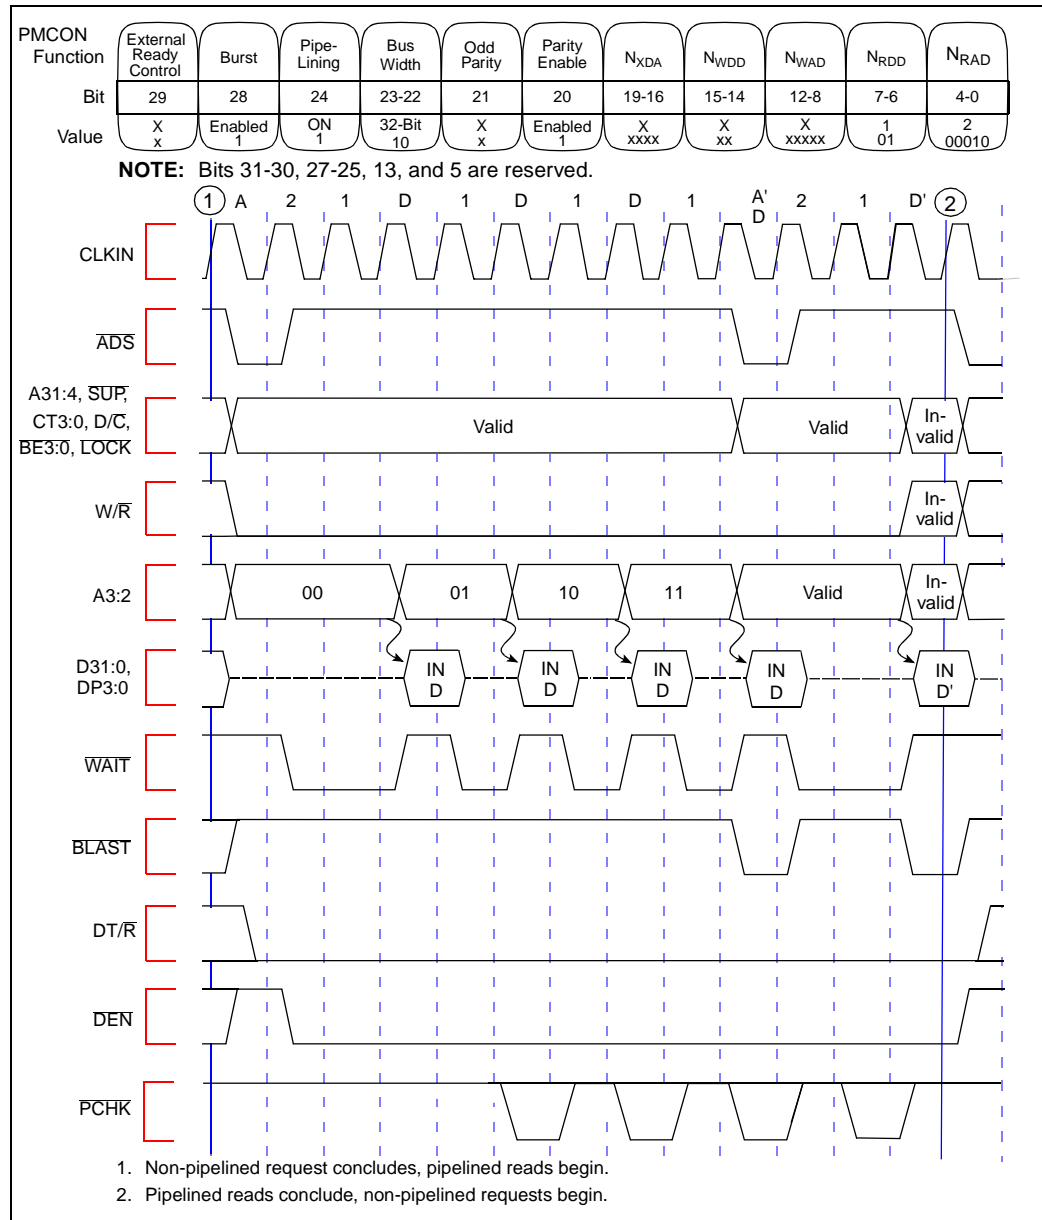 PMCON Function
External Ready Control
Burst
Pipe-Lining
Bus Width
Odd Parity
Parity Enable
NXDA
NWDD
NWAD
NRDD
NRAD
Bit 29 28 24 23-22 21 20 19-16 15-14 12-8 7-6 4-0
Value
X x
Enabled 1
ON 1
32-Bit 10
X x
Enabled 1
X xxxx
X xx
X xxxxx
1 01
2 00010
NOTE: Bits 31-30, 27-25, 13, and 5 are reserved.
1 A 2 1 D 1 D 1 D 1 A' D 2 1 D' 2
CLKIN
ADS
A31:4, SUP,
CT3:0, D/C,
BE3:0, LOCK
Valid Valid In-valid
W/R
In-valid
A3:2
00 01 10 11 Valid In-valid
D31:0,
DP3:0
IN D
IN D
IN D
IN D
IN D'
WAIT
BLAST
DT/R
DEN
PCHK
1. Non-pipelined request concludes, pipelined reads begin.
2. Pipelined reads conclude, non-pipelined requests begin.